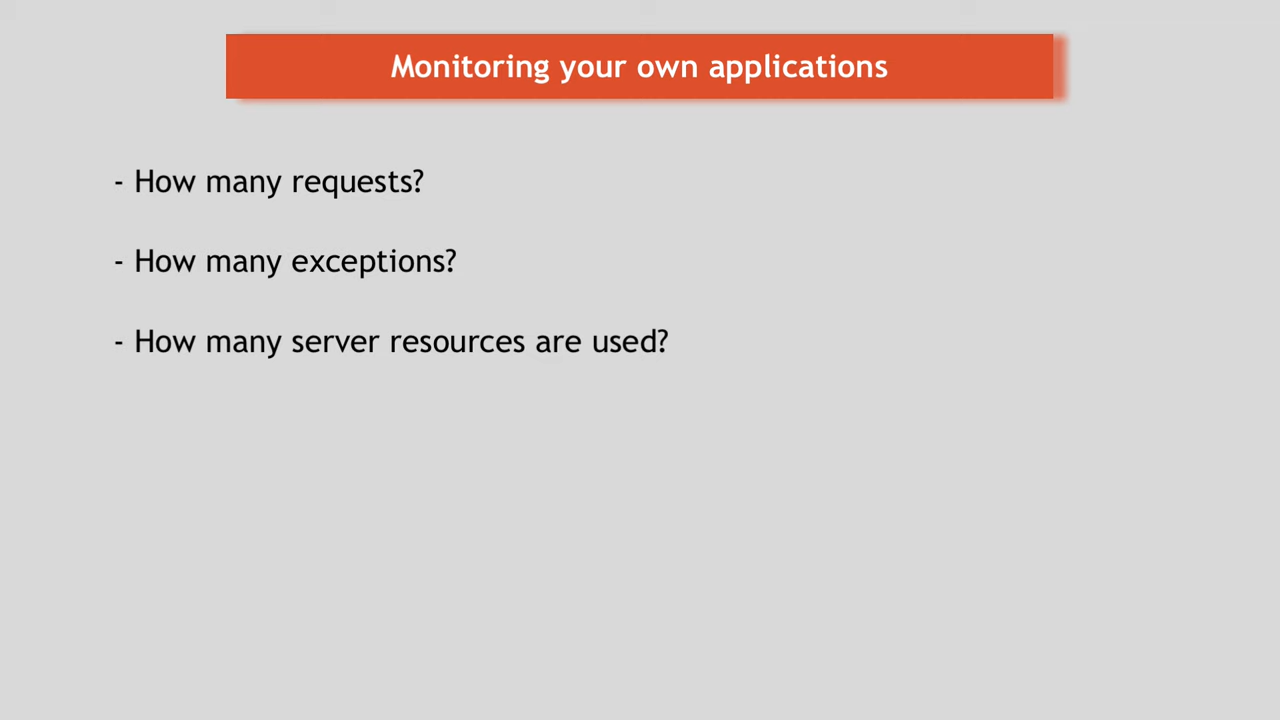 Monitoring your own applications
- How many requests?
- How many exceptions?
- How many server resources are used?